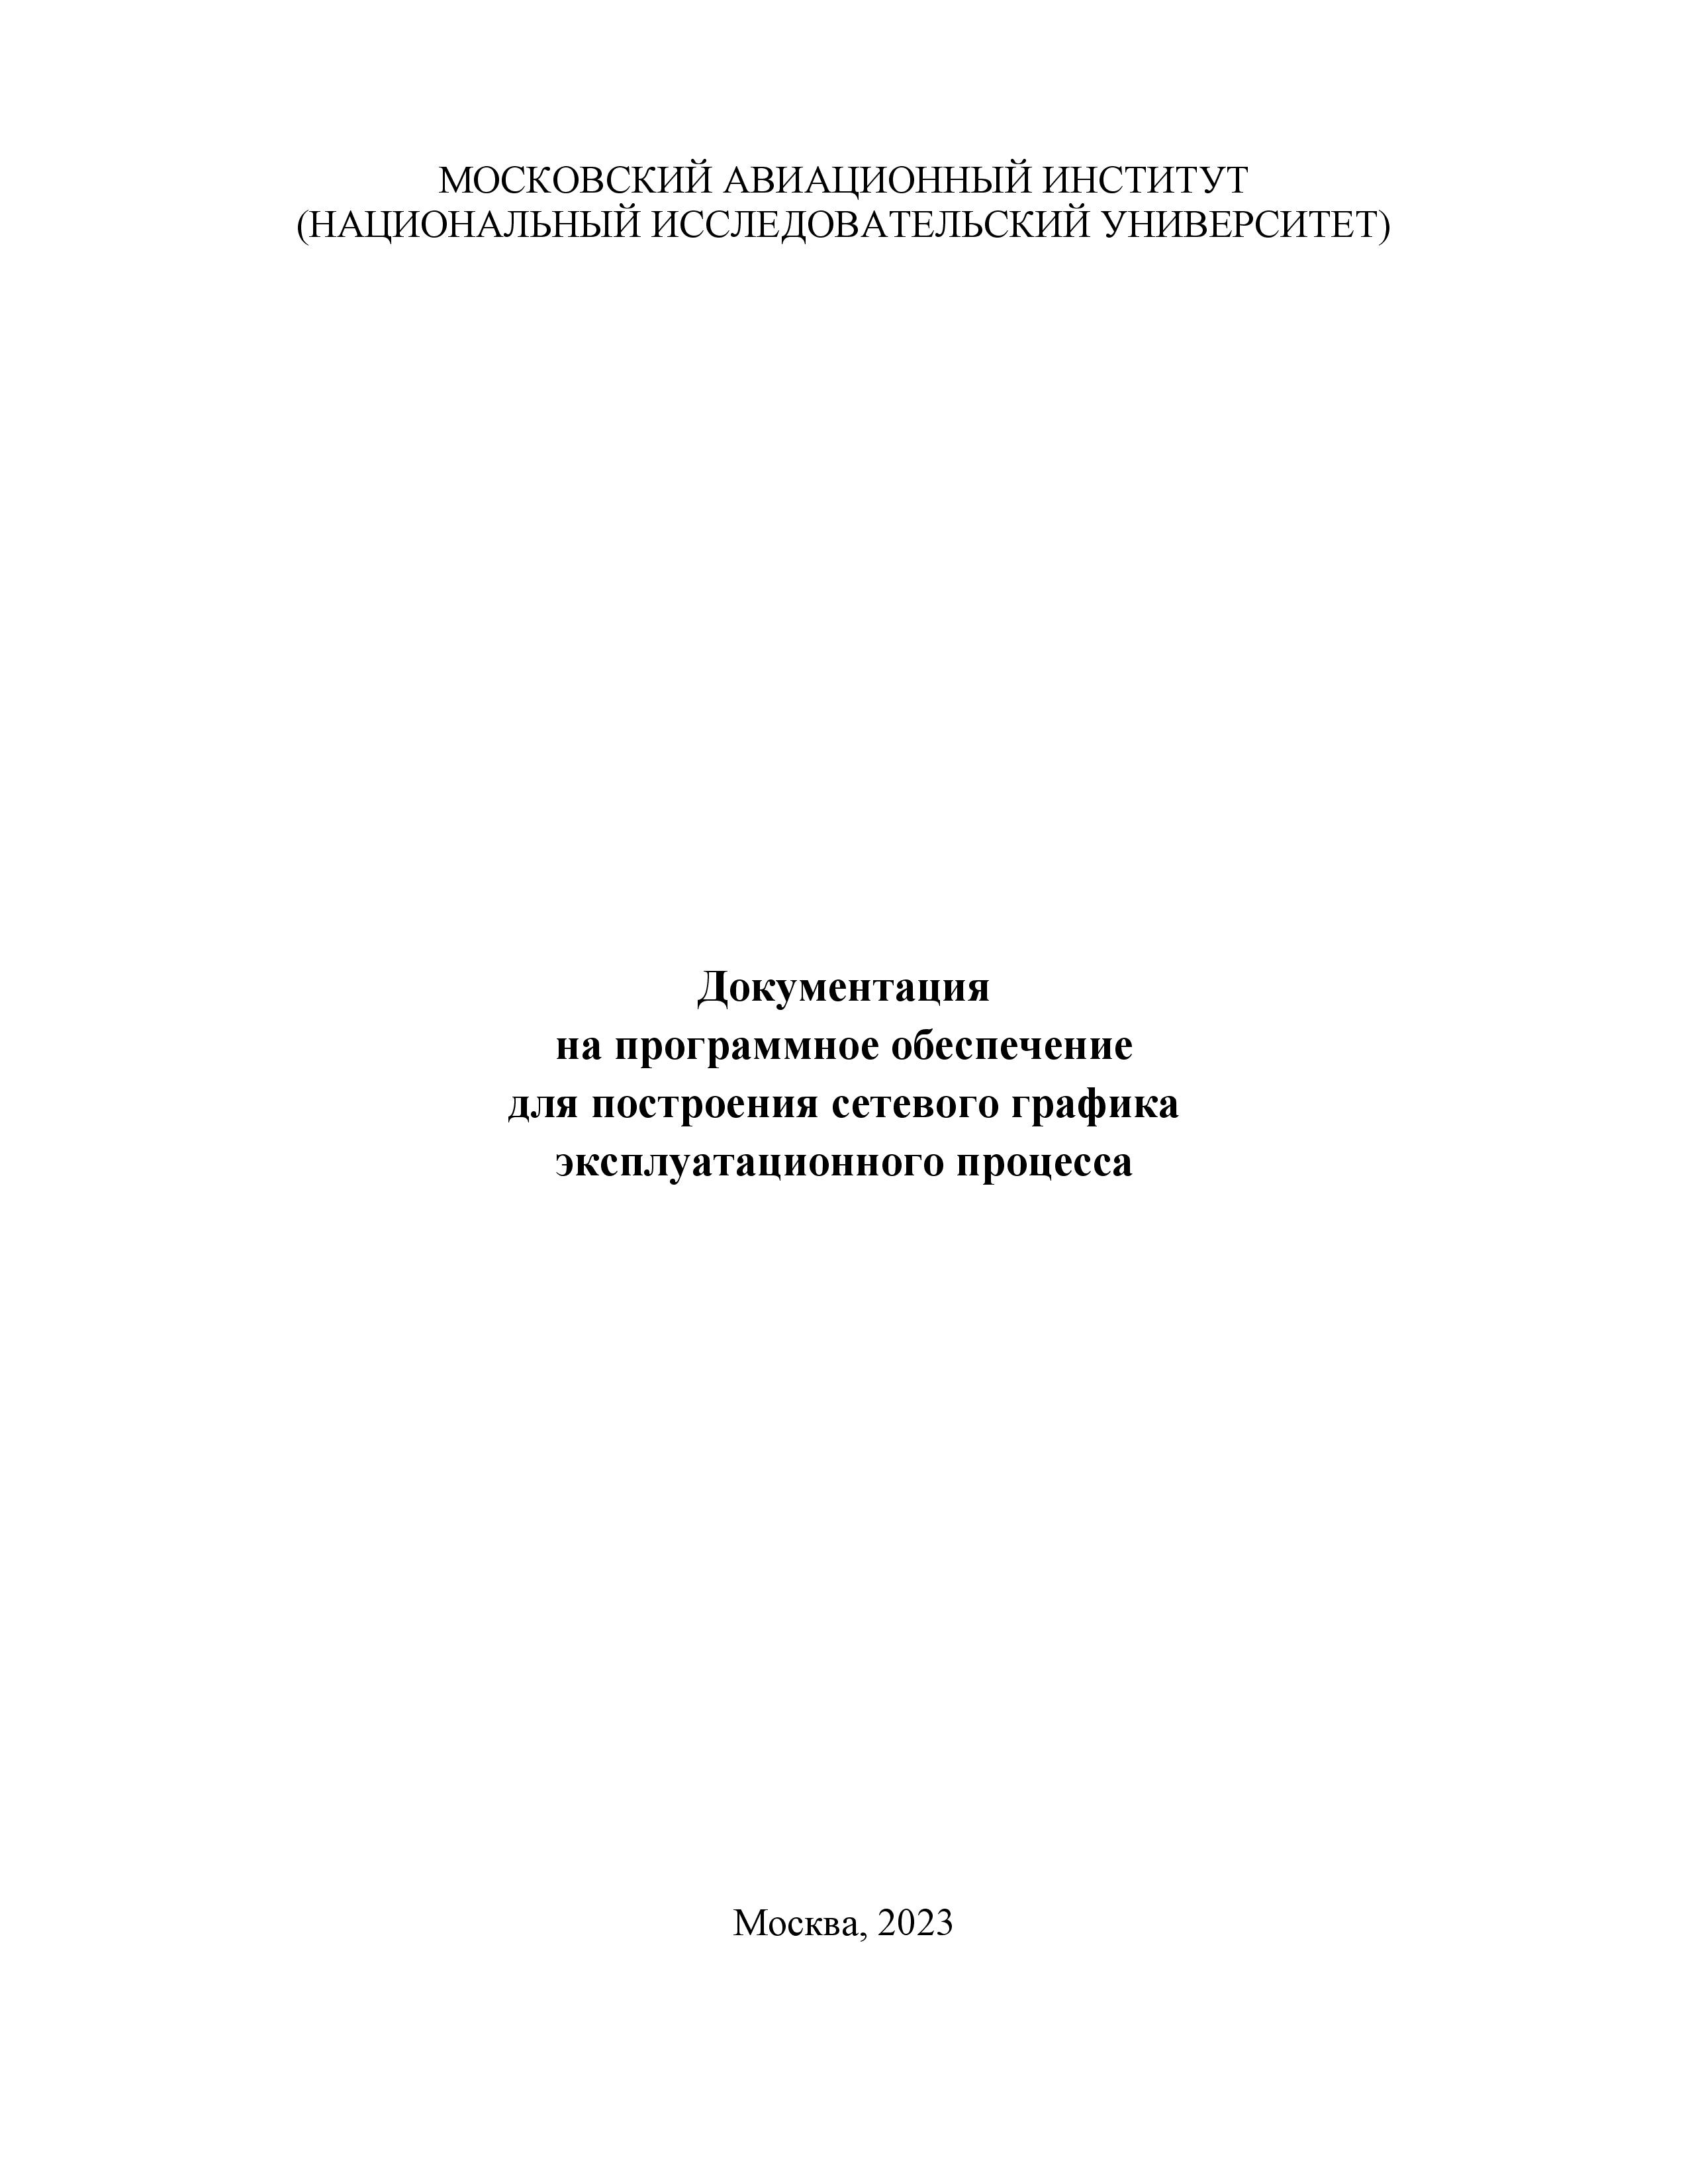 МОСКОВСКИЙ АВИАЦИОННЫЙ ИНСТИТУТ
(НАЦИОНАЛЬНЫЙ ИССЛЕДОВАТЕЛЬСКИЙ УНИВЕРСИТЕТ)
Документация
на программное обеспечение
для построения сетевого графика
эксплуатационного процесса
Москва, 2023